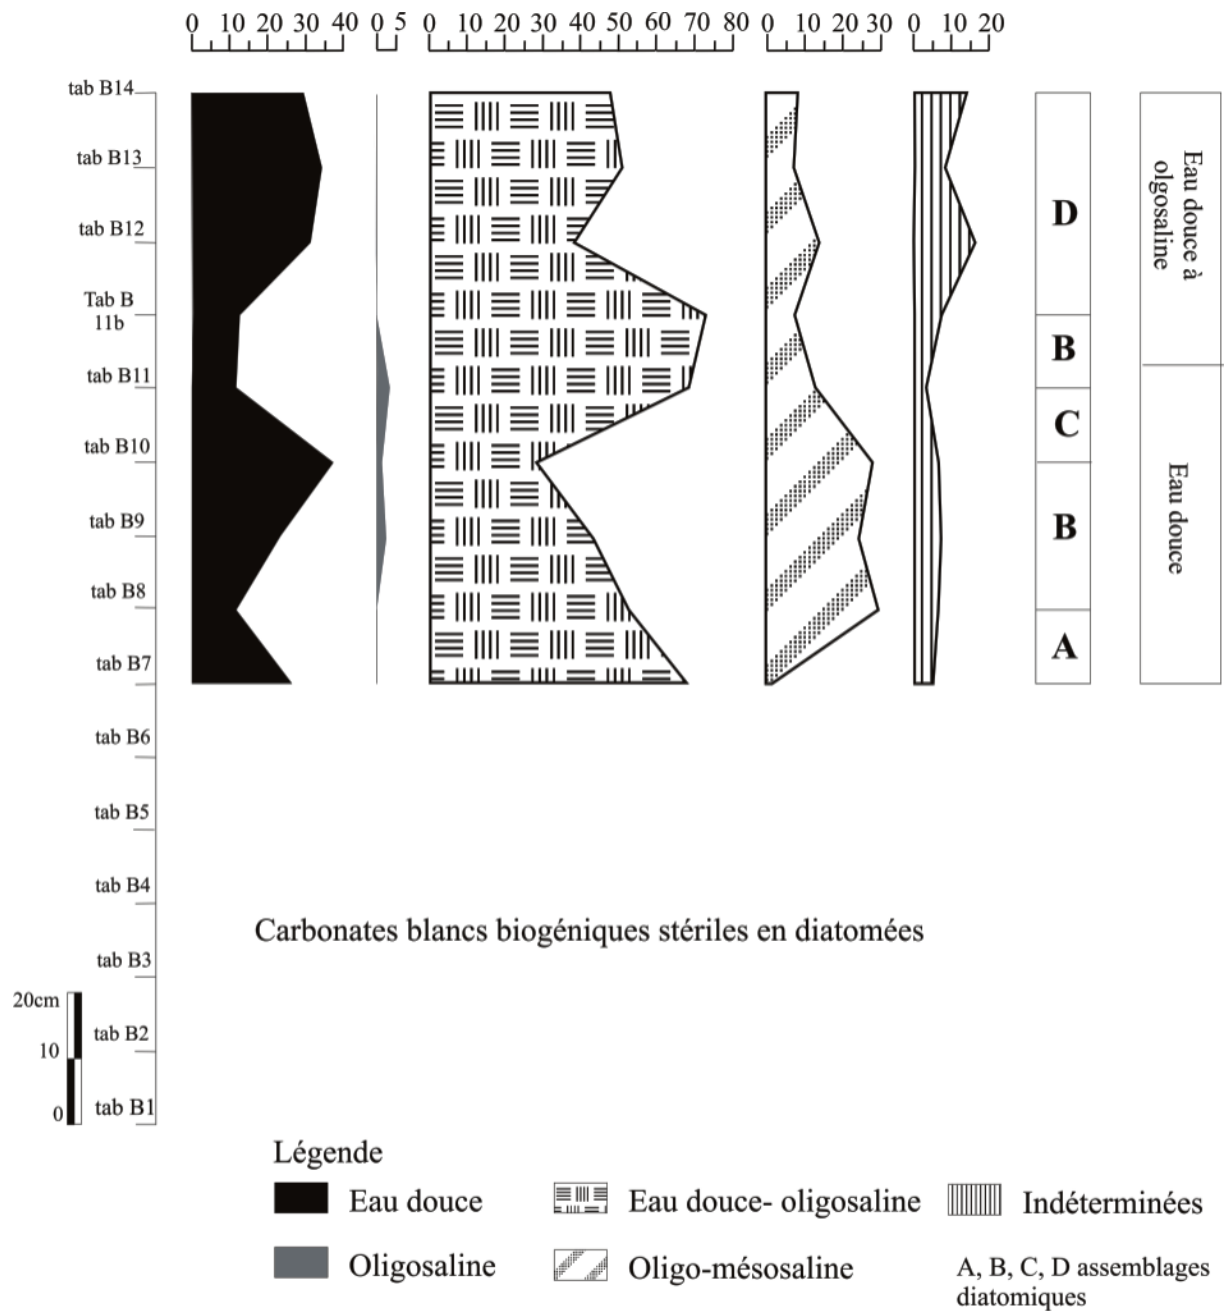 0 10 20 30 40 0 5 0 10 20 30 40 50 60 70 80 0 10 20 30 0 10 20
tab B14
tab B13
tab B12
Tab B
11b
tab B11
tab B10
tab B9
tab B8
tab B7
tab B6
tab B5
tab B4
tab B3
tab B2
tab B1
D
B
C
B
A
Eau douce à
olgosaline
Eau douce
Carbonates blancs biogéniques stériles en diatomées
20cm
10
0
Légende
Eau douce
Eau douce- oligosaline
Indéterminées
Oligosaline
Oligo-mésosaline
A, B, C, D assemblages
diatomiques